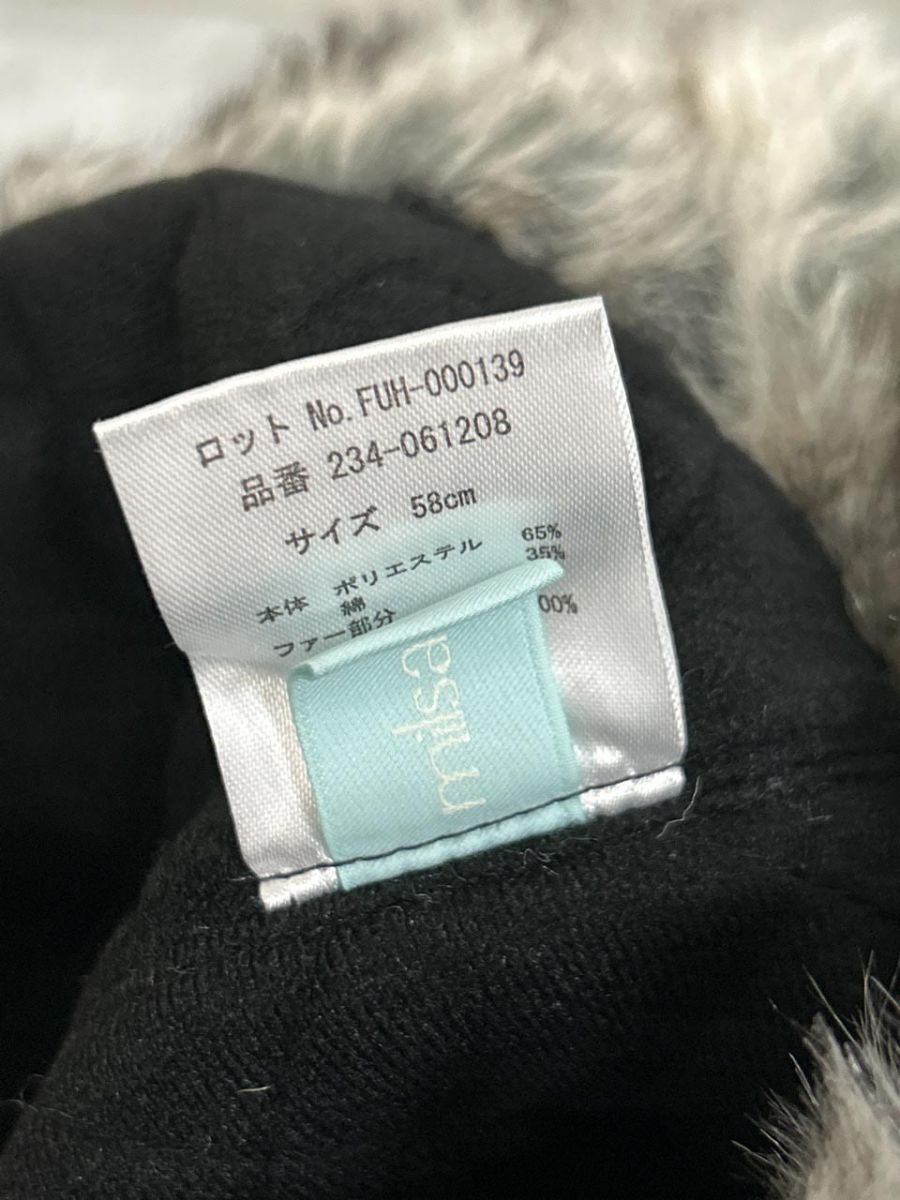 ロット No.FUH-000139
品番 234-061208
サイズ 58cm
本体 ポリエステル 65%
綿 35%
ファー部分 00%
misa